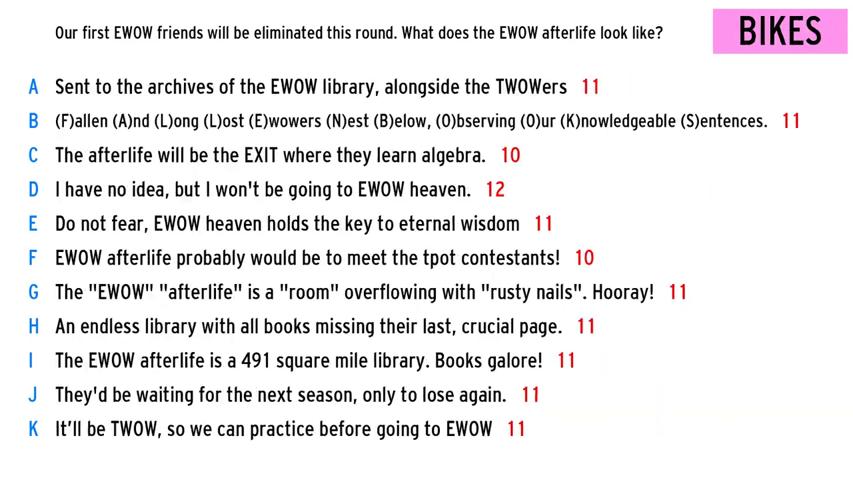 Our first EWOW friends will be eliminated this round. What does the EWOW afterlife look like?
BIKES
A Sent to the archives of the EWOW library, alongside the TWOWers 11
B (F)allen (A)nd (L)ong (L)ost (E)wowers (N)est (B)elow, (O)bserving (O)ur (K)nowledgeable (S)entences. 11
C The afterlife will be the EXIT where they learn algebra. 10
D I have no idea, but I won't be going to EWOW heaven. 12
E Do not fear, EWOW heaven holds the key to eternal wisdom 11
F EWOW afterlife probably would be to meet the tpot contestants! 10
G The "EWOW" "afterlife" is a "room" overflowing with "rusty nails". Hooray! 11
H An endless library with all books missing their last, crucial page. 11
I The EWOW afterlife is a 491 square mile library. Books galore! 11
J They'd be waiting for the next season, only to lose again. 11
K It’ll be TWOW, so we can practice before going to EWOW 11